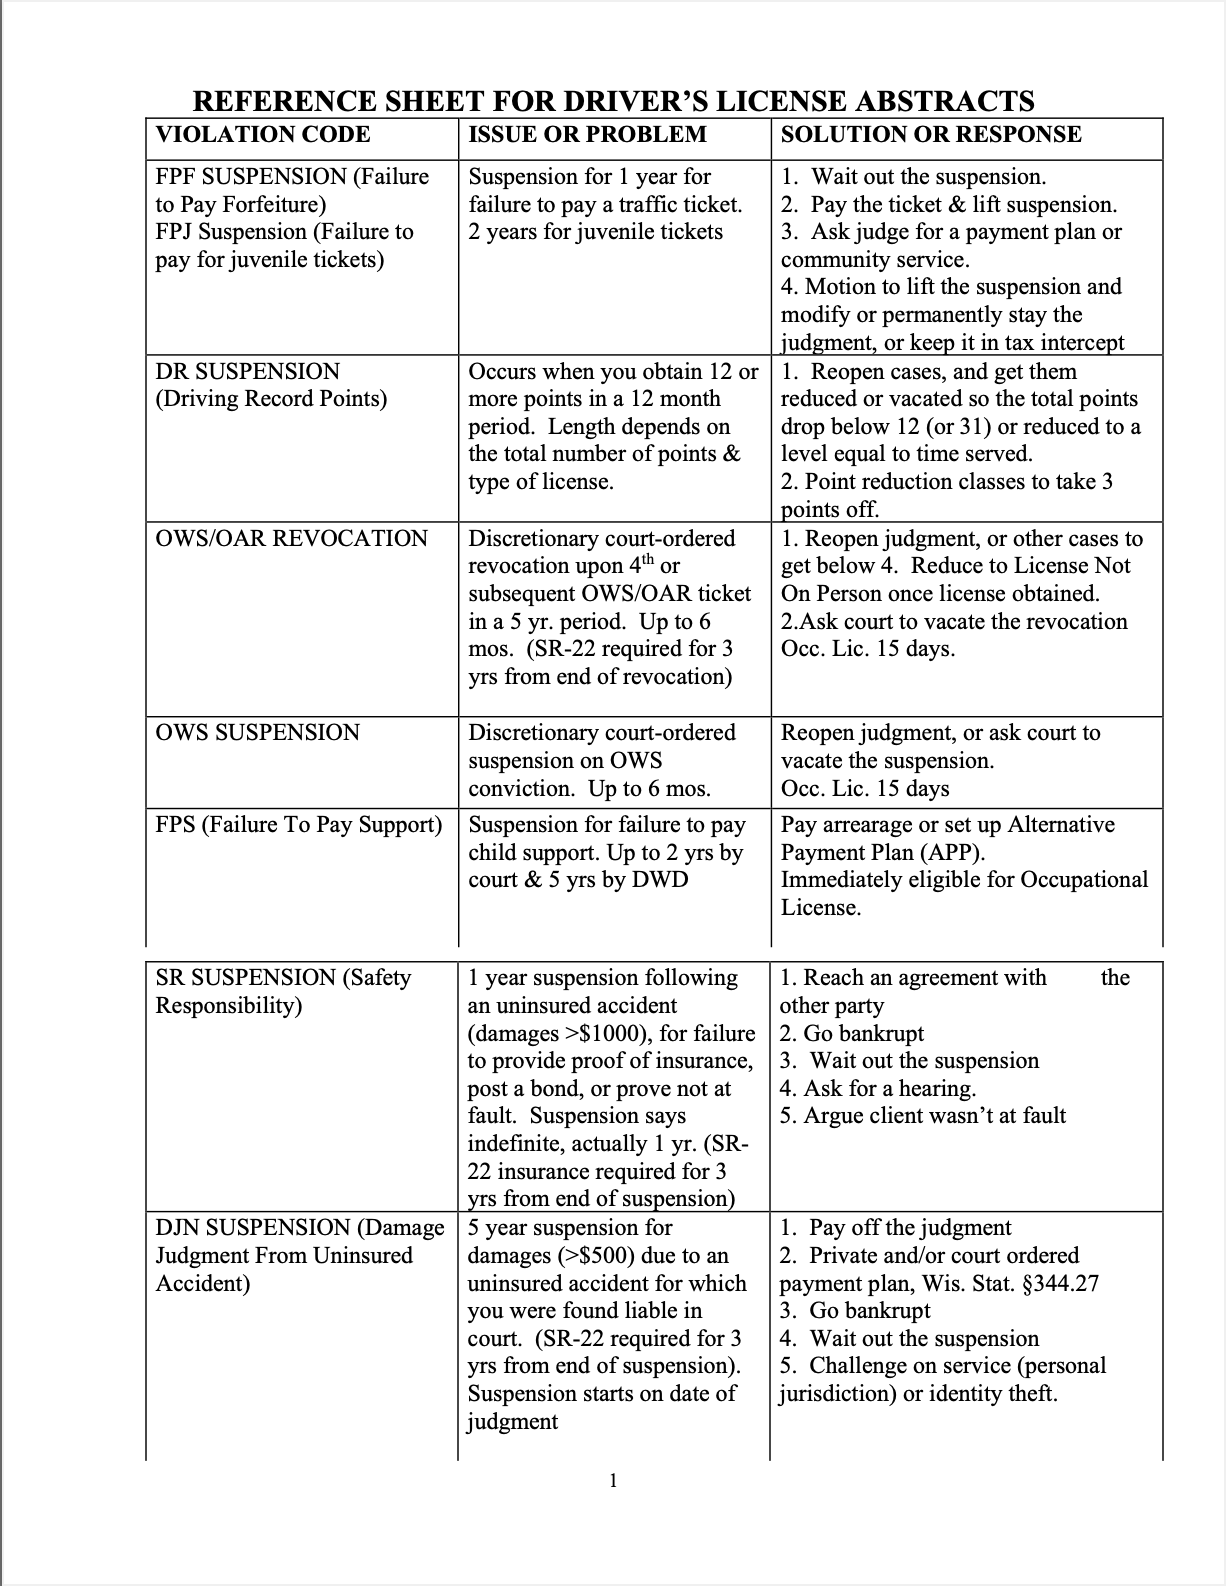 REFERENCE SHEET FOR DRIVER’S LICENSE ABSTRACTS
VIOLATION CODE
ISSUE OR PROBLEM
SOLUTION OR RESPONSE
FPF SUSPENSION (Failure
to Pay Forfeiture)
FPJ Suspension (Failure to
pay for juvenile tickets)
Suspension for 1 year for
failure to pay a traffic ticket.
2 years for juvenile tickets
1. Wait out the suspension.
2. Pay the ticket & lift suspension.
3. Ask judge for a payment plan or
community service.
4. Motion to lift the suspension and
modify or permanently stay the
judgment, or keep it in tax intercept
DR SUSPENSION
(Driving Record Points)
Occurs when you obtain 12 or
more points in a 12 month
period. Length depends on
the total number of points &
type of license.
1. Reopen cases, and get them
reduced or vacated so the total points
drop below 12 (or 31) or reduced to a
level equal to time served.
2. Point reduction classes to take 3
points off.
OWS/OAR REVOCATION
Discretionary court-ordered
revocation upon 4th or
subsequent OWS/OAR ticket
in a 5 yr. period. Up to 6
mos. (SR-22 required for 3
yrs from end of revocation)
1. Reopen judgment, or other cases to
get below 4. Reduce to License Not
On Person once license obtained.
2.Ask court to vacate the revocation
Occ. Lic. 15 days.
OWS SUSPENSION
Discretionary court-ordered
suspension on OWS
conviction. Up to 6 mos.
Reopen judgment, or ask court to
vacate the suspension.
Occ. Lic. 15 days
FPS (Failure To Pay Support)
Suspension for failure to pay
child support. Up to 2 yrs by
court & 5 yrs by DWD
Pay arrearage or set up Alternative
Payment Plan (APP).
Immediately eligible for Occupational
License.
SR SUSPENSION (Safety
Responsibility)
1 year suspension following
an uninsured accident
(damages >$1000), for failure
to provide proof of insurance,
post a bond, or prove not at
fault. Suspension says
indefinite, actually 1 yr. (SR-
22 insurance required for 3
yrs from end of suspension)
1. Reach an agreement with the
other party
2. Go bankrupt
3. Wait out the suspension
4. Ask for a hearing.
5. Argue client wasn’t at fault
DJN SUSPENSION (Damage
Judgment From Uninsured
Accident)
5 year suspension for
damages (>$500) due to an
uninsured accident for which
you were found liable in
court. (SR-22 required for 3
yrs from end of suspension).
Suspension starts on date of
judgment
1. Pay off the judgment
2. Private and/or court ordered
payment plan, Wis. Stat. §344.27
3. Go bankrupt
4. Wait out the suspension
5. Challenge on service (personal
jurisdiction) or identity theft.
1